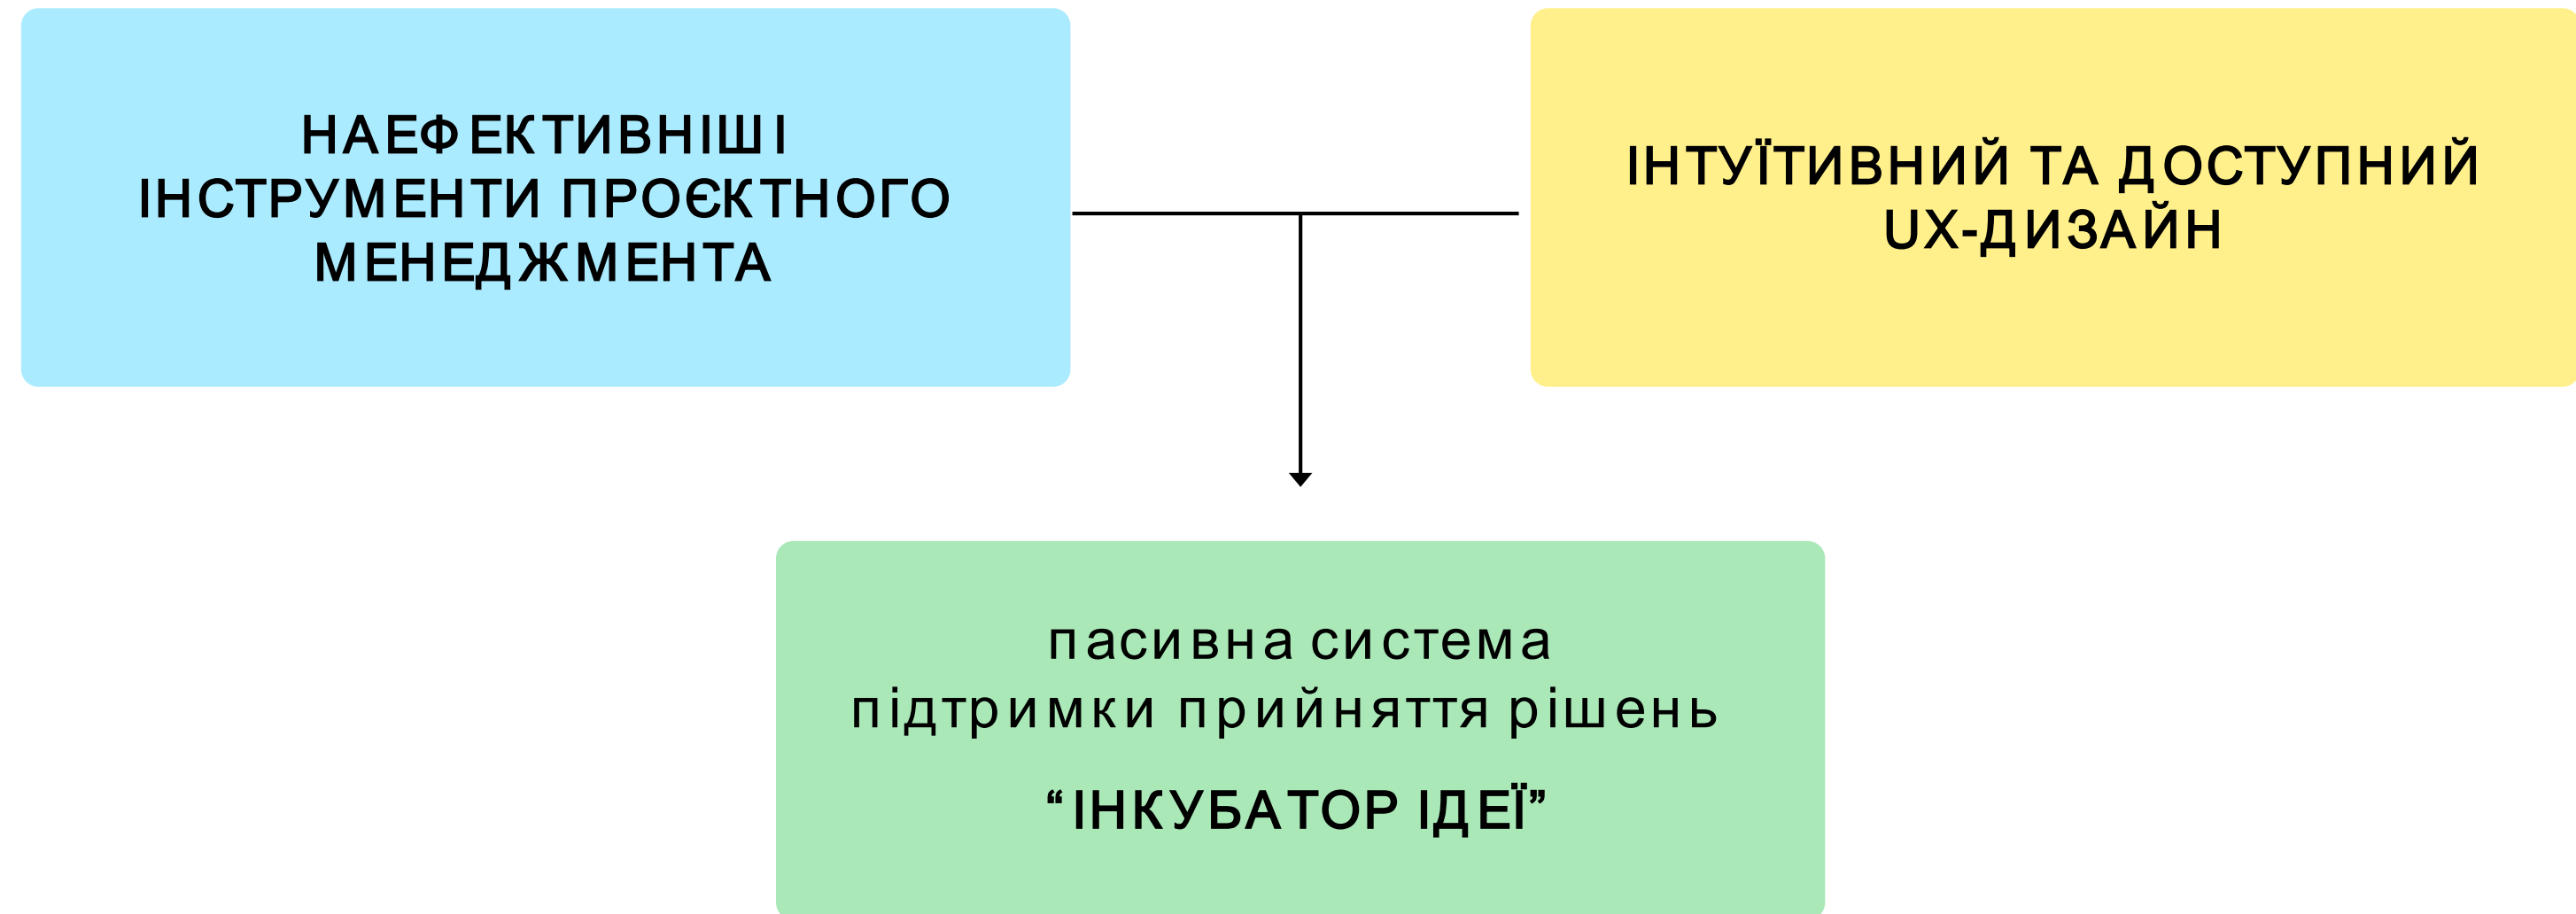 НАЕФЕКТИВНІШІ
ІНСТРУМЕНТИ ПРОЄКТНОГО
МЕНЕДЖМЕНТА
ІНТУЇТИВНИЙ ТА ДОСТУПНИЙ
UX-ДИЗАЙН
пасивна система
підтримки прийняття рішень
“ІНКУБАТОР ІДЕЇ”